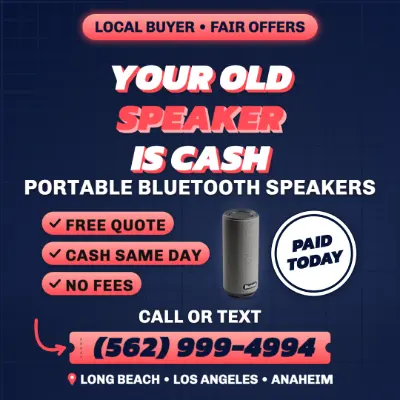 LOCAL BUYER • FAIR OFFERS
YOUR OLD
SPEAKER
IS CASH
PORTABLE BLUETOOTH SPEAKERS
FREE QUOTE
CASH SAME DAY
NO FEES
PAID
TODAY
CALL OR TEXT
(562) 999-4994
LONG BEACH • LOS ANGELES • ANAHEIM